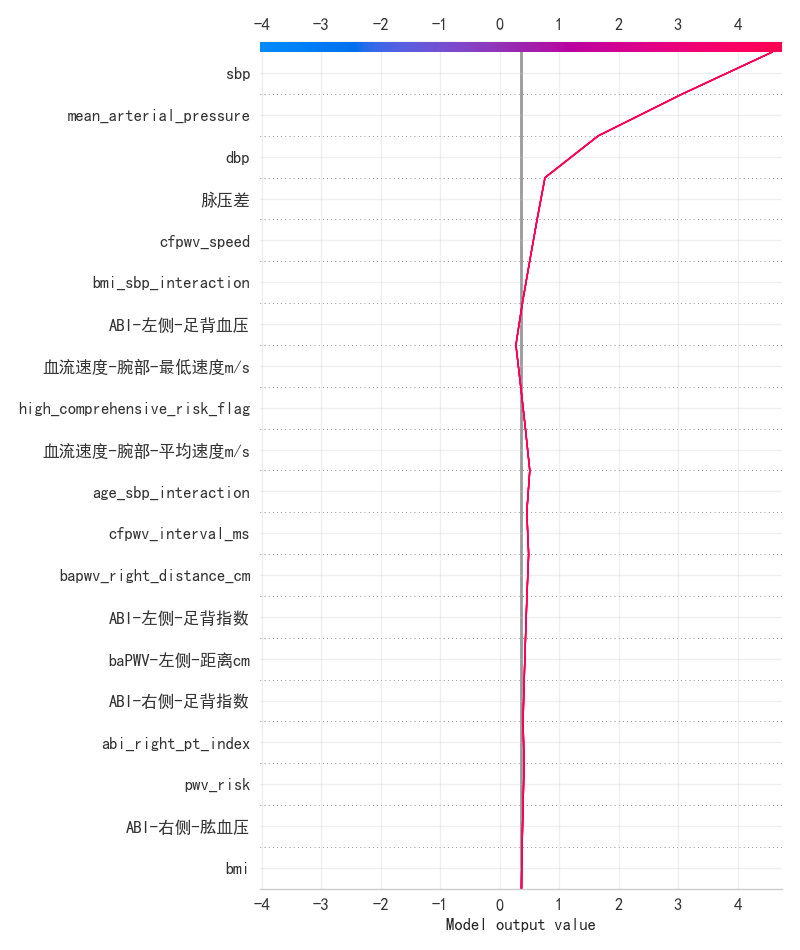 -4 -3 -2 -1 0 1 2 3 4
sbp
mean_arterial_pressure
dbp
脉压差
cfpwv_speed
bmi_sbp_interaction
ABI-左侧-足背血压
血流速度-腕部-最低速度m/s
high_comprehensive_risk_flag
血流速度-腕部-平均速度m/s
age_sbp_interaction
cfpwv_interval_ms
bapwv_right_distance_cm
ABI-左侧-足背指数
baPWV-左侧-距离cm
ABI-右侧-足背指数
abi_right_pt_index
pwv_risk
ABI-右侧-肱血压
bmi
-4 -3 -2 -1 0 1 2 3 4
Model output value